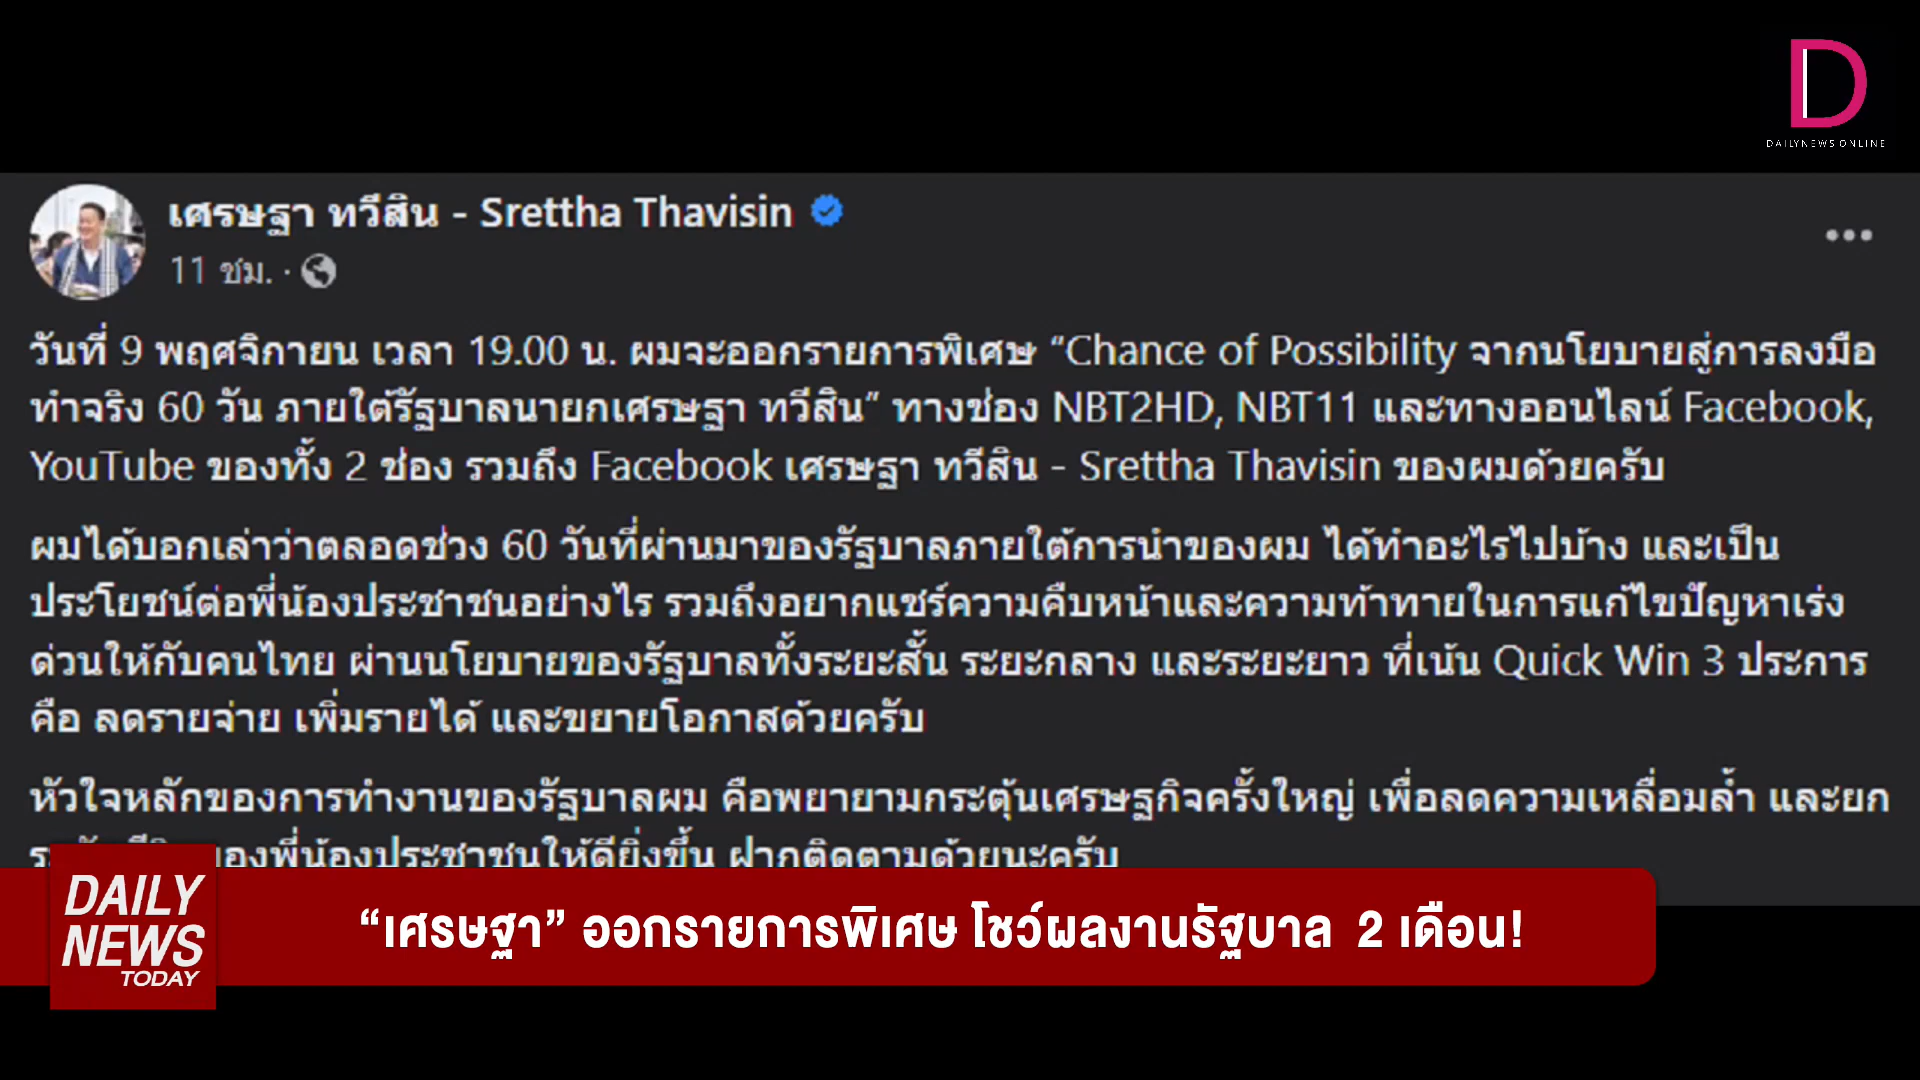 D
DAILYNEWS ONLINE
เศรษฐา ทวีสิน - Srettha Thavisin
11 ชม. ·
วันที่ 9 พฤศจิกายน เวลา 19.00 น. ผมจะออกรายการพิเศษ “Chance of Possibility จากนโยบายสู่การลงมือ
ทำจริง 60 วัน ภายใต้รัฐบาลนายกเศรษฐา ทวีสิน” ทางช่อง NBT2HD, NBT11 และทางออนไลน์ Facebook,
YouTube ของทั้ง 2 ช่อง รวมถึง Facebook เศรษฐา ทวีสิน - Srettha Thavisin ของผมด้วยครับ
ผมได้บอกเล่าว่าตลอดช่วง 60 วันที่ผ่านมาของรัฐบาลภายใต้การนำของผม ได้ทำอะไรไปบ้าง และเป็น
ประโยชน์ต่อพี่น้องประชาชนอย่างไร รวมถึงอยากแชร์ความคืบหน้าและความท้าทายในการแก้ไขปัญหาเร่ง
ด่วนให้กับคนไทย ผ่านนโยบายของรัฐบาลทั้งระยะสั้น ระยะกลาง และระยะยาว ที่เน้น Quick Win 3 ประการ
คือ ลดรายจ่าย เพิ่มรายได้ และขยายโอกาสด้วยครับ
หัวใจหลักของการทำงานของรัฐบาลผม คือพยายามกระตุ้นเศรษฐกิจครั้งใหญ่ เพื่อลดความเหลื่อมล้ำ และยก
ของพี่น้องประชาชนให้ดียิ่งขึ้น ฝากติดตามด้วยนะครับ
DAILY
NEWS
TODAY
“เศรษฐา” ออกรายการพิเศษ โชว์ผลงานรัฐบาล 2 เดือน!